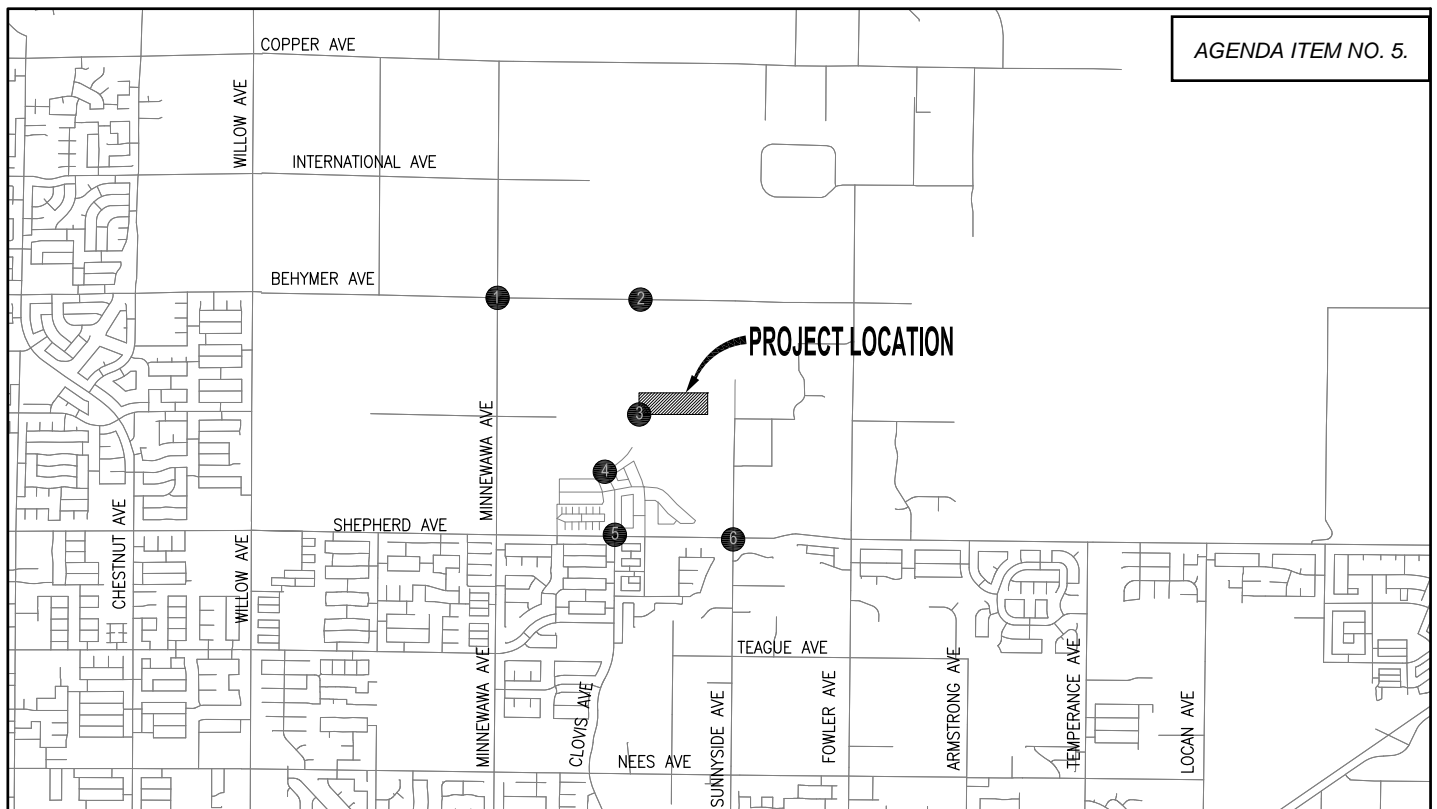 AGENDA ITEM NO. 5.
COPPER AVE
WILLOW AVE
INTERNATIONAL AVE
BEHYMER AVE
1
2
PROJECT LOCATION
3
MINNEWAWA AVE
4
CHESTNUT AVE
SHEPHERD AVE
5
6
WILLOW AVE
TEAGUE AVE
MINNEWAWA AVE
CLOVIS AVE
SUNNYSIDE AVE
FOWLER AVE
ARMSTRONG AVE
TEMPERANCE AVE
LOCAN AVE
NEES AVE